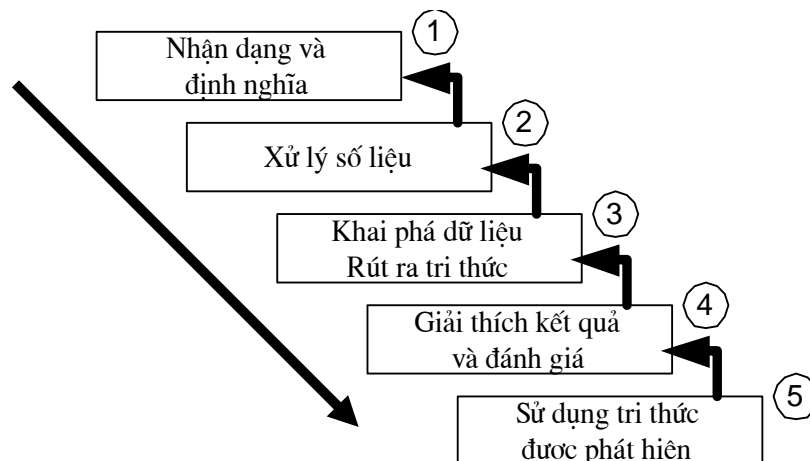 1
Nhận dạng và
định nghĩa
2
Xử lý số liệu
3
Khai phá dữ liệu
Rút ra tri thức
4
Giải thích kết quả
và đánh giá
5
Sử dụng tri thức
được phát hiện